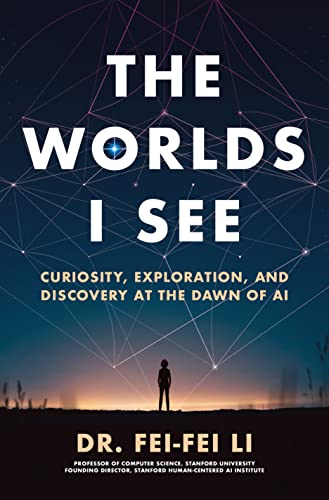 THE
WORLDS
I SEE
CURIOSITY, EXPLORATION, AND
DISCOVERY AT THE DAWN OF AI
DR. FEI-FEI LI
PROFESSOR OF COMPUTER SCIENCE, STANFORD UNIVERSITY
FOUNDING DIRECTOR, STANFORD HUMAN-CENTERED AI INSTITUTE